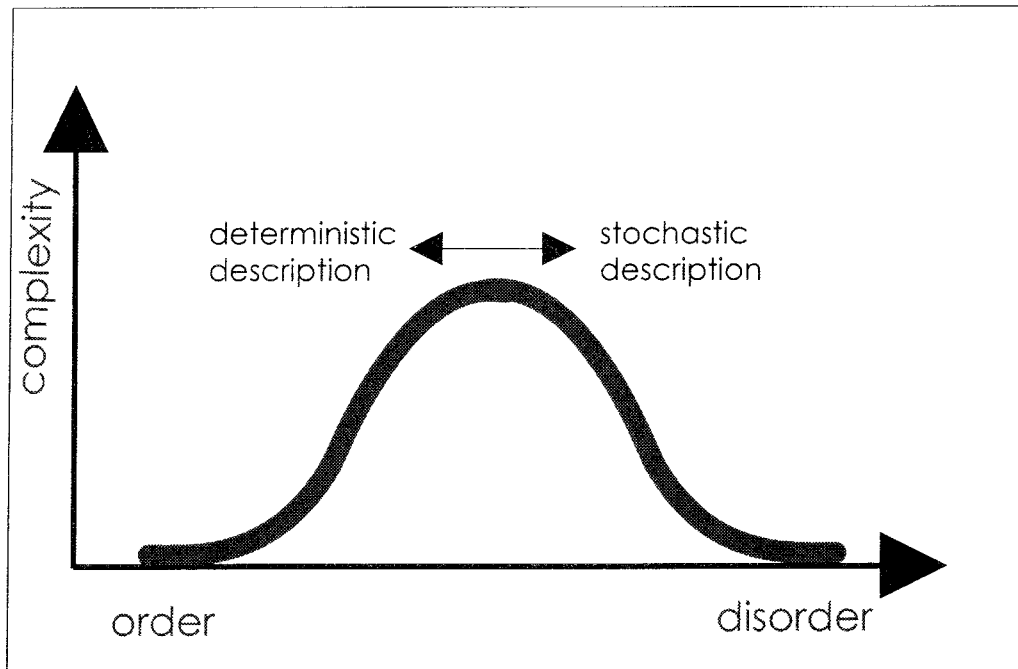 complexity
deterministic
description
stochastic
description
order
disorder